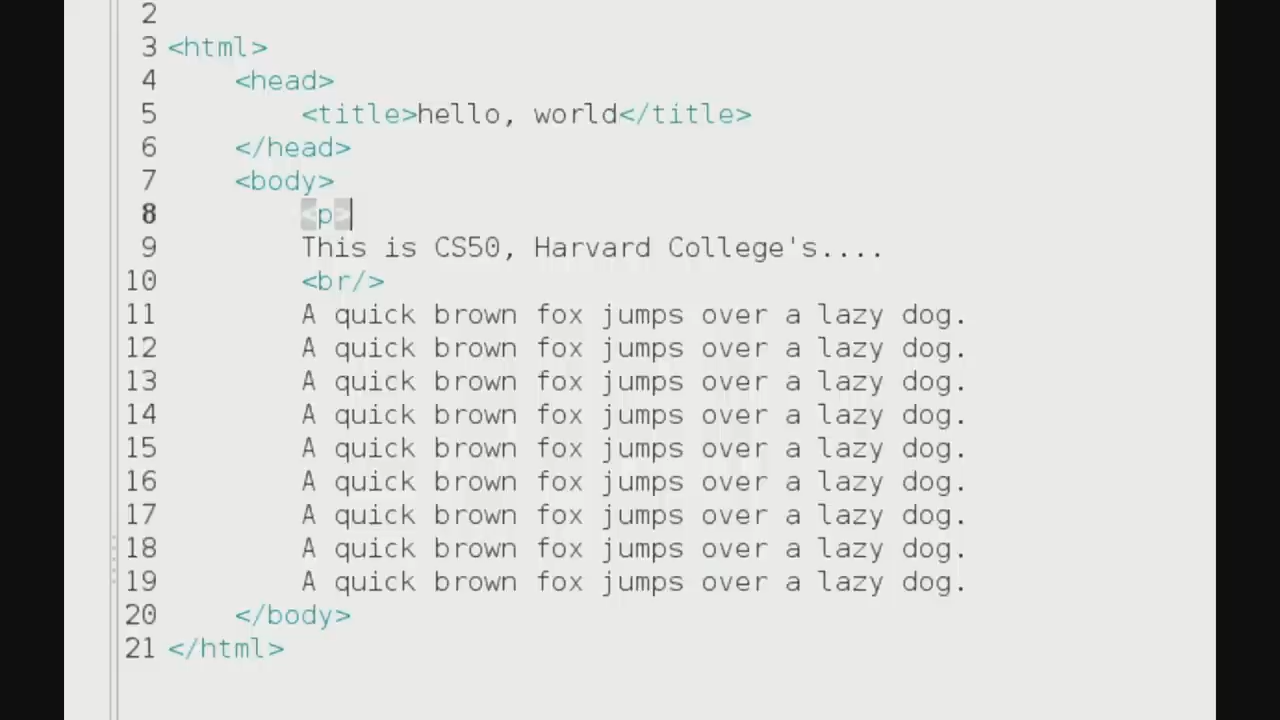 2
3 <html>
4 <head>
5 <title>hello, world</title>
6 </head>
7 <body>
8 <p>
9 This is CS50, Harvard College's....
10 <br/>
11 A quick brown fox jumps over a lazy dog.
12 A quick brown fox jumps over a lazy dog.
13 A quick brown fox jumps over a lazy dog.
14 A quick brown fox jumps over a lazy dog.
15 A quick brown fox jumps over a lazy dog.
16 A quick brown fox jumps over a lazy dog.
17 A quick brown fox jumps over a lazy dog.
18 A quick brown fox jumps over a lazy dog.
19 A quick brown fox jumps over a lazy dog.
20 </body>
21 </html>